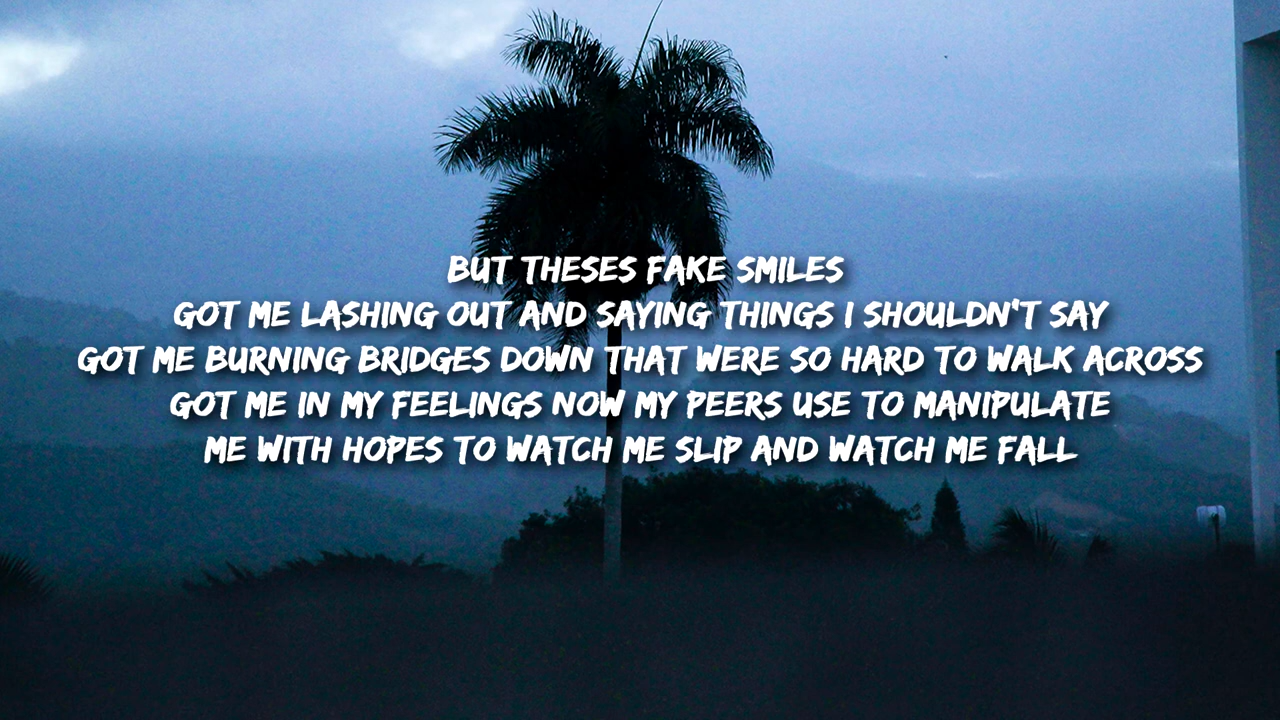 BUT THESES FAKE SMILES
GOT ME LASHING OUT AND SAYING THINGS I SHOULDN'T SAY
GOT ME BURNING BRIDGES DOWN THAT WERE SO HARD TO WALK ACROSS
GOT ME IN MY FEELINGS NOW MY PEERS USE TO MANIPULATE
ME WITH HOPES TO WATCH ME SLIP AND WATCH ME FALL